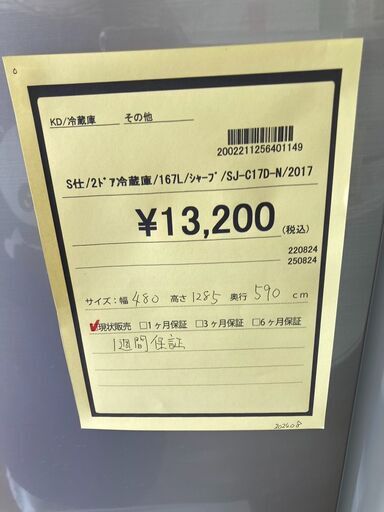 KD/冷蔵庫 その他
2002211256401149
S仕/2ﾄﾞｱ冷蔵庫/167L/ｼｬｰﾌﾟ/SJ-C17D-N/2017
¥13,200 (税込)
220824
250824
サイズ:幅 480 高さ 1285 奥行 590 cm
現状販売 □1ヶ月保証 □3ヶ月保証 □6ヶ月保証
1週間保証